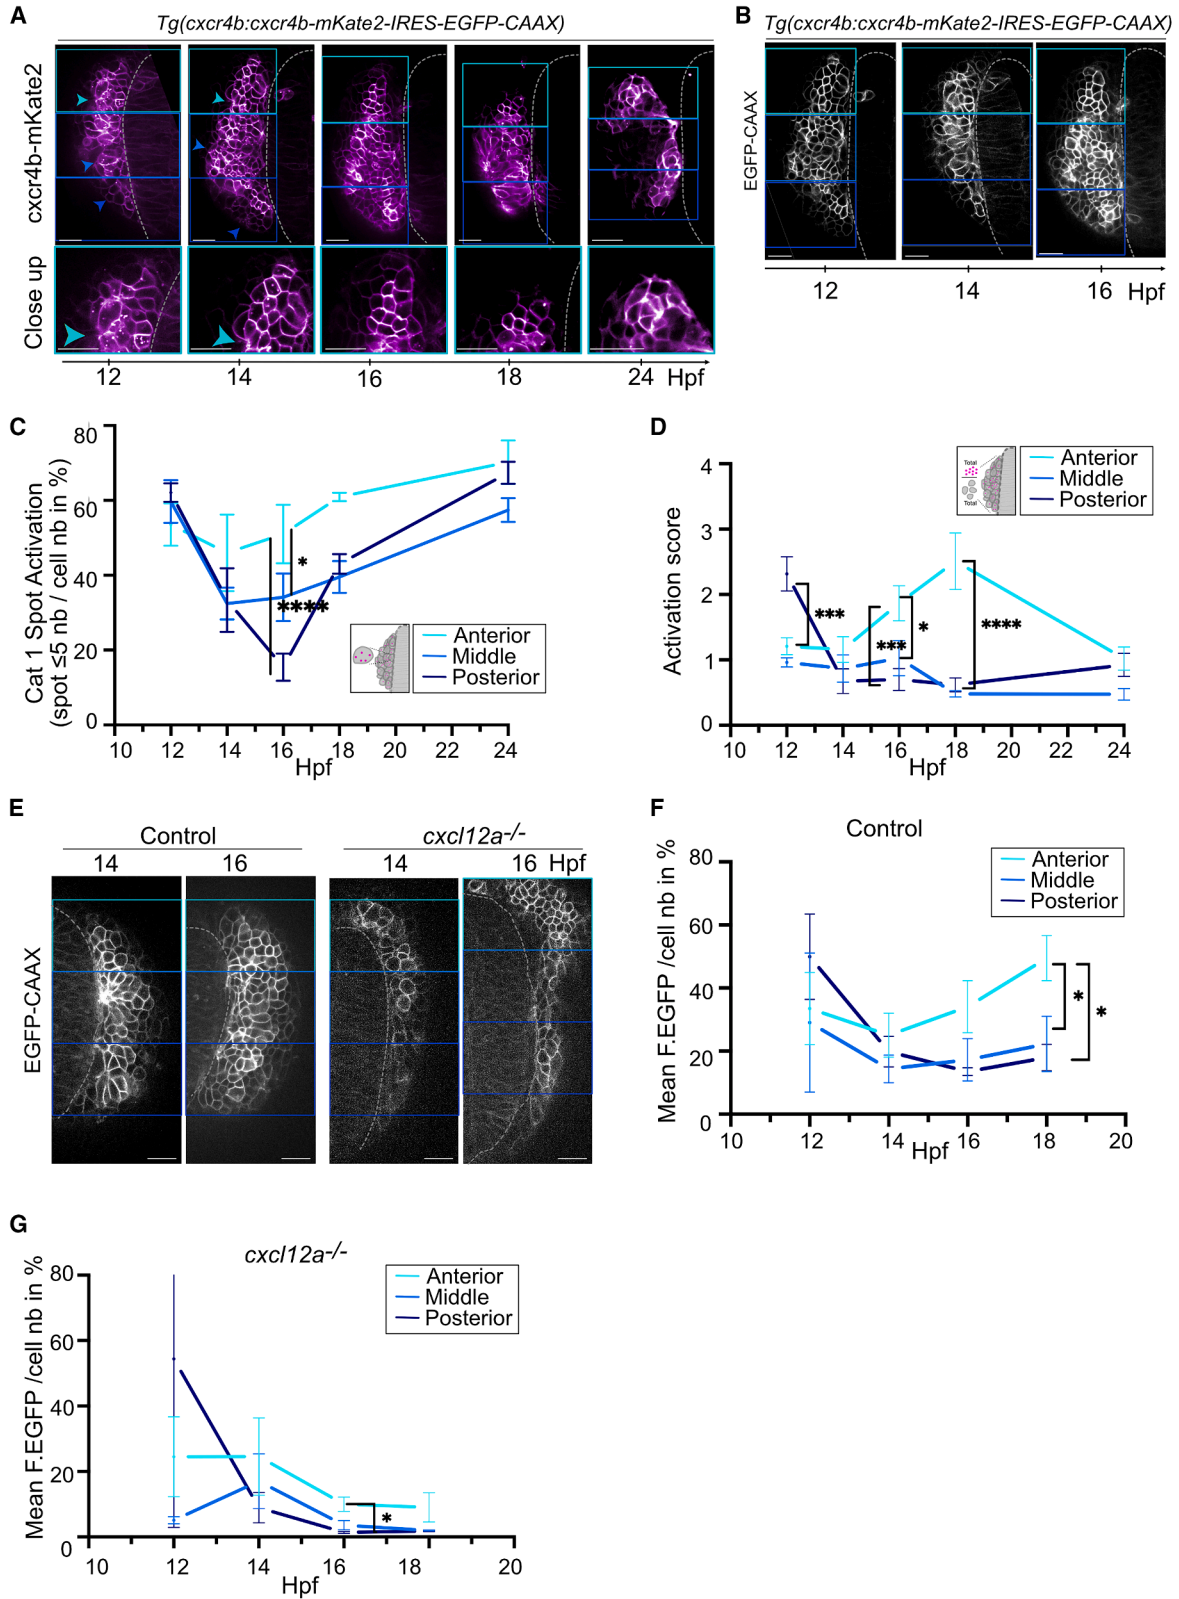 A
Tg(cxcr4b:cxcr4b-mKate2-IRES-EGFP-CAAX)
cxcr4b-mKate2
Close up
12 14 16 18 24 Hpf
B
Tg(cxcr4b:cxcr4b-mKate2-IRES-EGFP-CAAX)
EGFP-CAAX
12 14 16 Hpf
C
Cat 1 Spot Activation
(spot ≤5 nb / cell nb in %)
80
60
40
20
0
*
****
Anterior
Middle
Posterior
10 12 14 16 18 20 22 24
Hpf
D
Activation score
4
3
2
1
0
Total
Total
Anterior
Middle
Posterior
***
***
*
****
10 12 14 16 18 20 22 24
Hpf
E
Control
cxcl12a-/-
14 16 14 16 Hpf
EGFP-CAAX
F
Control
Mean F.EGFP /cell nb in %
80
60
40
20
0
Anterior
Middle
Posterior
*
*
10 12 14 16 18 20
Hpf
G
cxcl12a-/-
Mean F.EGFP /cell nb in %
80
60
40
20
0
Anterior
Middle
Posterior
*
10 12 14 16 18 20
Hpf